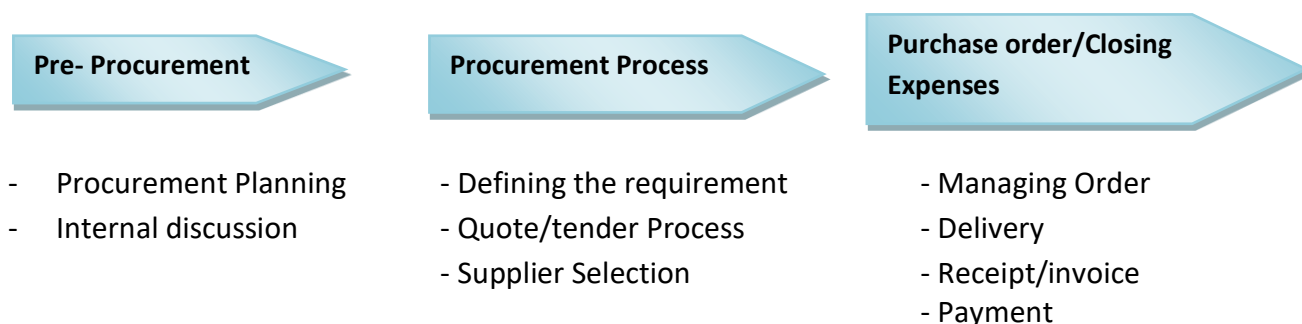 Pre- Procurement
- Procurement Planning
- Internal discussion
Procurement Process
- Defining the requirement
- Quote/tender Process
- Supplier Selection
Purchase order/Closing
Expenses
- Managing Order
- Delivery
- Receipt/invoice
- Payment